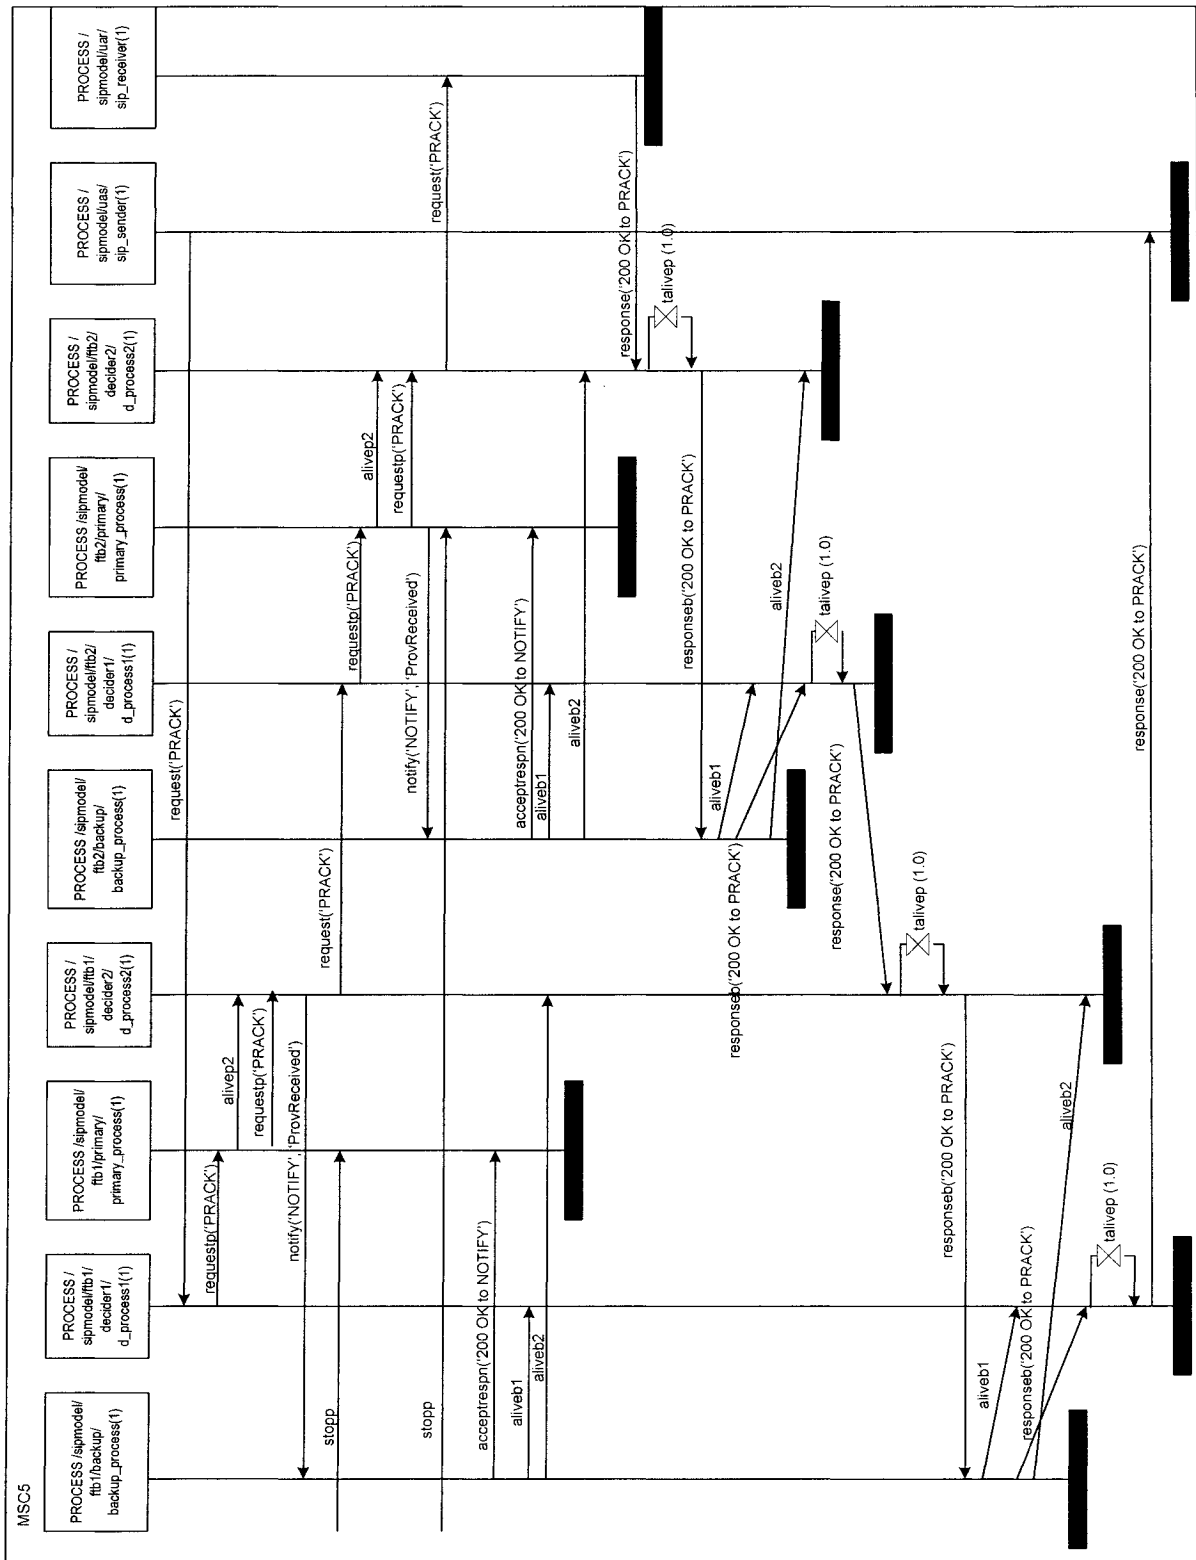 MSC5
PROCESS /sipmodel/
ftb1/backup/
backup_process(1)
PROCESS /
sipmodel/ftb1/
decider1/
d_process1(1)
PROCESS /sipmodel/
ftb1/primary/
primary_process(1)
PROCESS /
sipmodel/ftb1/
decider2/
d_process2(1)
PROCESS /sipmodel/
ftb2/backup/
backup_process(1)
PROCESS /
sipmodel/ftb2/
decider1/
d_process1(1)
PROCESS /sipmodel/
ftb2/primary/
primary_process(1)
PROCESS /
sipmodel/ftb2/
decider2/
d_process2(1)
PROCESS /
sipmodel/uas/
sip_sender(1)
PROCESS /
sipmodel/uar/
sip_receiver(1)
request('PRACK')
requestp('PRACK')
alivep2
requestp('PRACK')
notify('NOTIFY', 'ProvReceived')
stopp
request('PRACK')
requestp('PRACK')
alivep2
requestp('PRACK')
notify('NOTIFY', 'ProvReceived')
stopp
request('PRACK')
acceptrespn('200 OK to NOTIFY')
aliveb1
aliveb2
acceptrespn('200 OK to NOTIFY')
aliveb1
aliveb2
response('200 OK to PRACK')
talivep (1.0)
responseb('200 OK to PRACK')
aliveb1
responseb('200 OK to PRACK')
aliveb2
talivep (1.0)
response('200 OK to PRACK')
talivep (1.0)
responseb('200 OK to PRACK')
aliveb1
responseb('200 OK to PRACK')
aliveb2
talivep (1.0)
response('200 OK to PRACK')